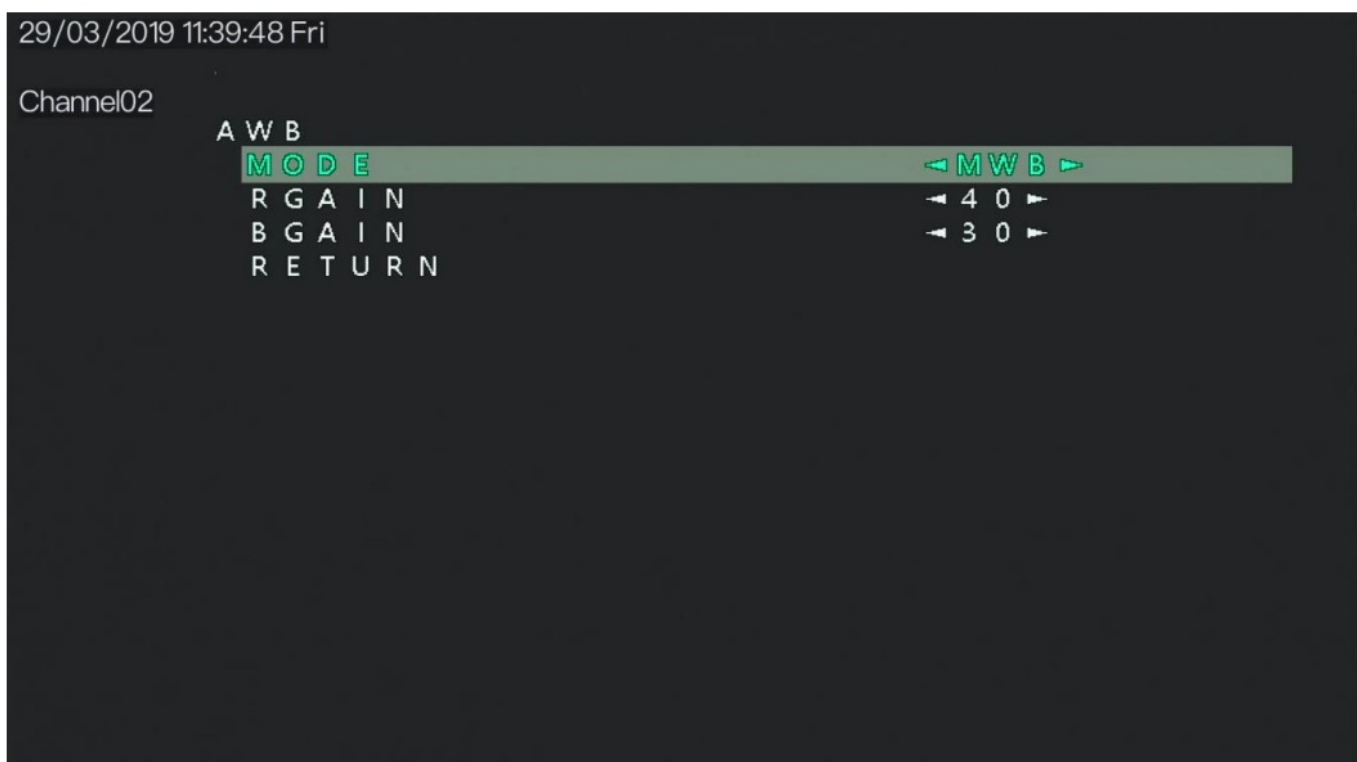 29/03/2019 11:39:48 Fri
Channel02
AWB
MODE ◄MWB►
RGAIN ◄40►
BGAIN ◄30►
RETURN